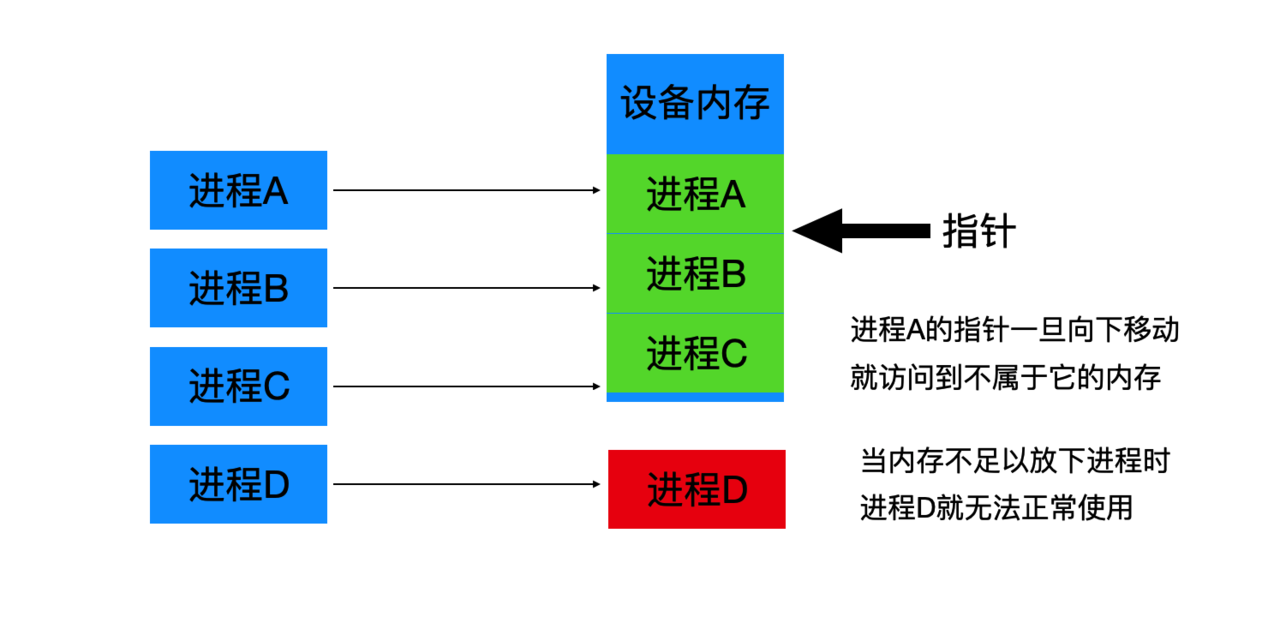 设备内存
进程A
进程A
指针
进程B
进程B
进程C
进程C
进程A的指针一旦向下移动
就访问到不属于它的内存
进程D
进程D
当内存不足以放下进程时
进程D就无法正常使用